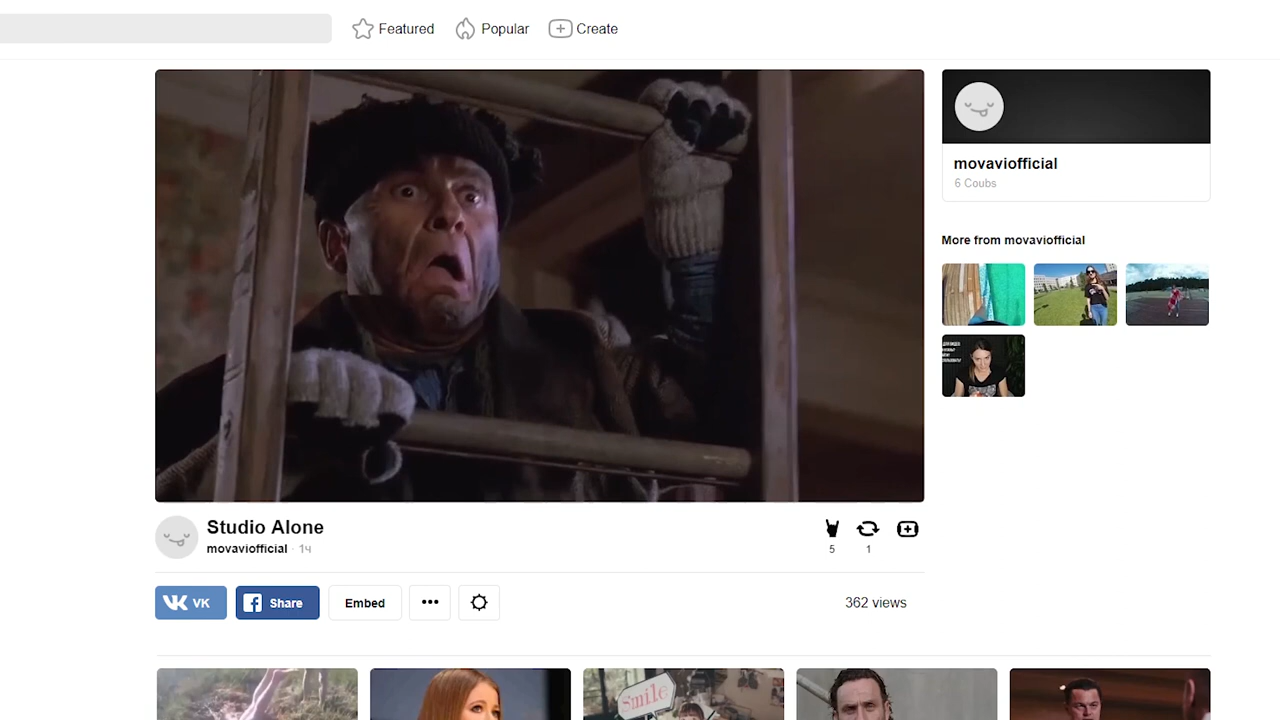 Featured
Popular
Create
movaviofficial
6 Coubs
More from movaviofficial
Studio Alone
movaviofficial · 1ч
5
1
VK
Share
Embed
362 views
Smile